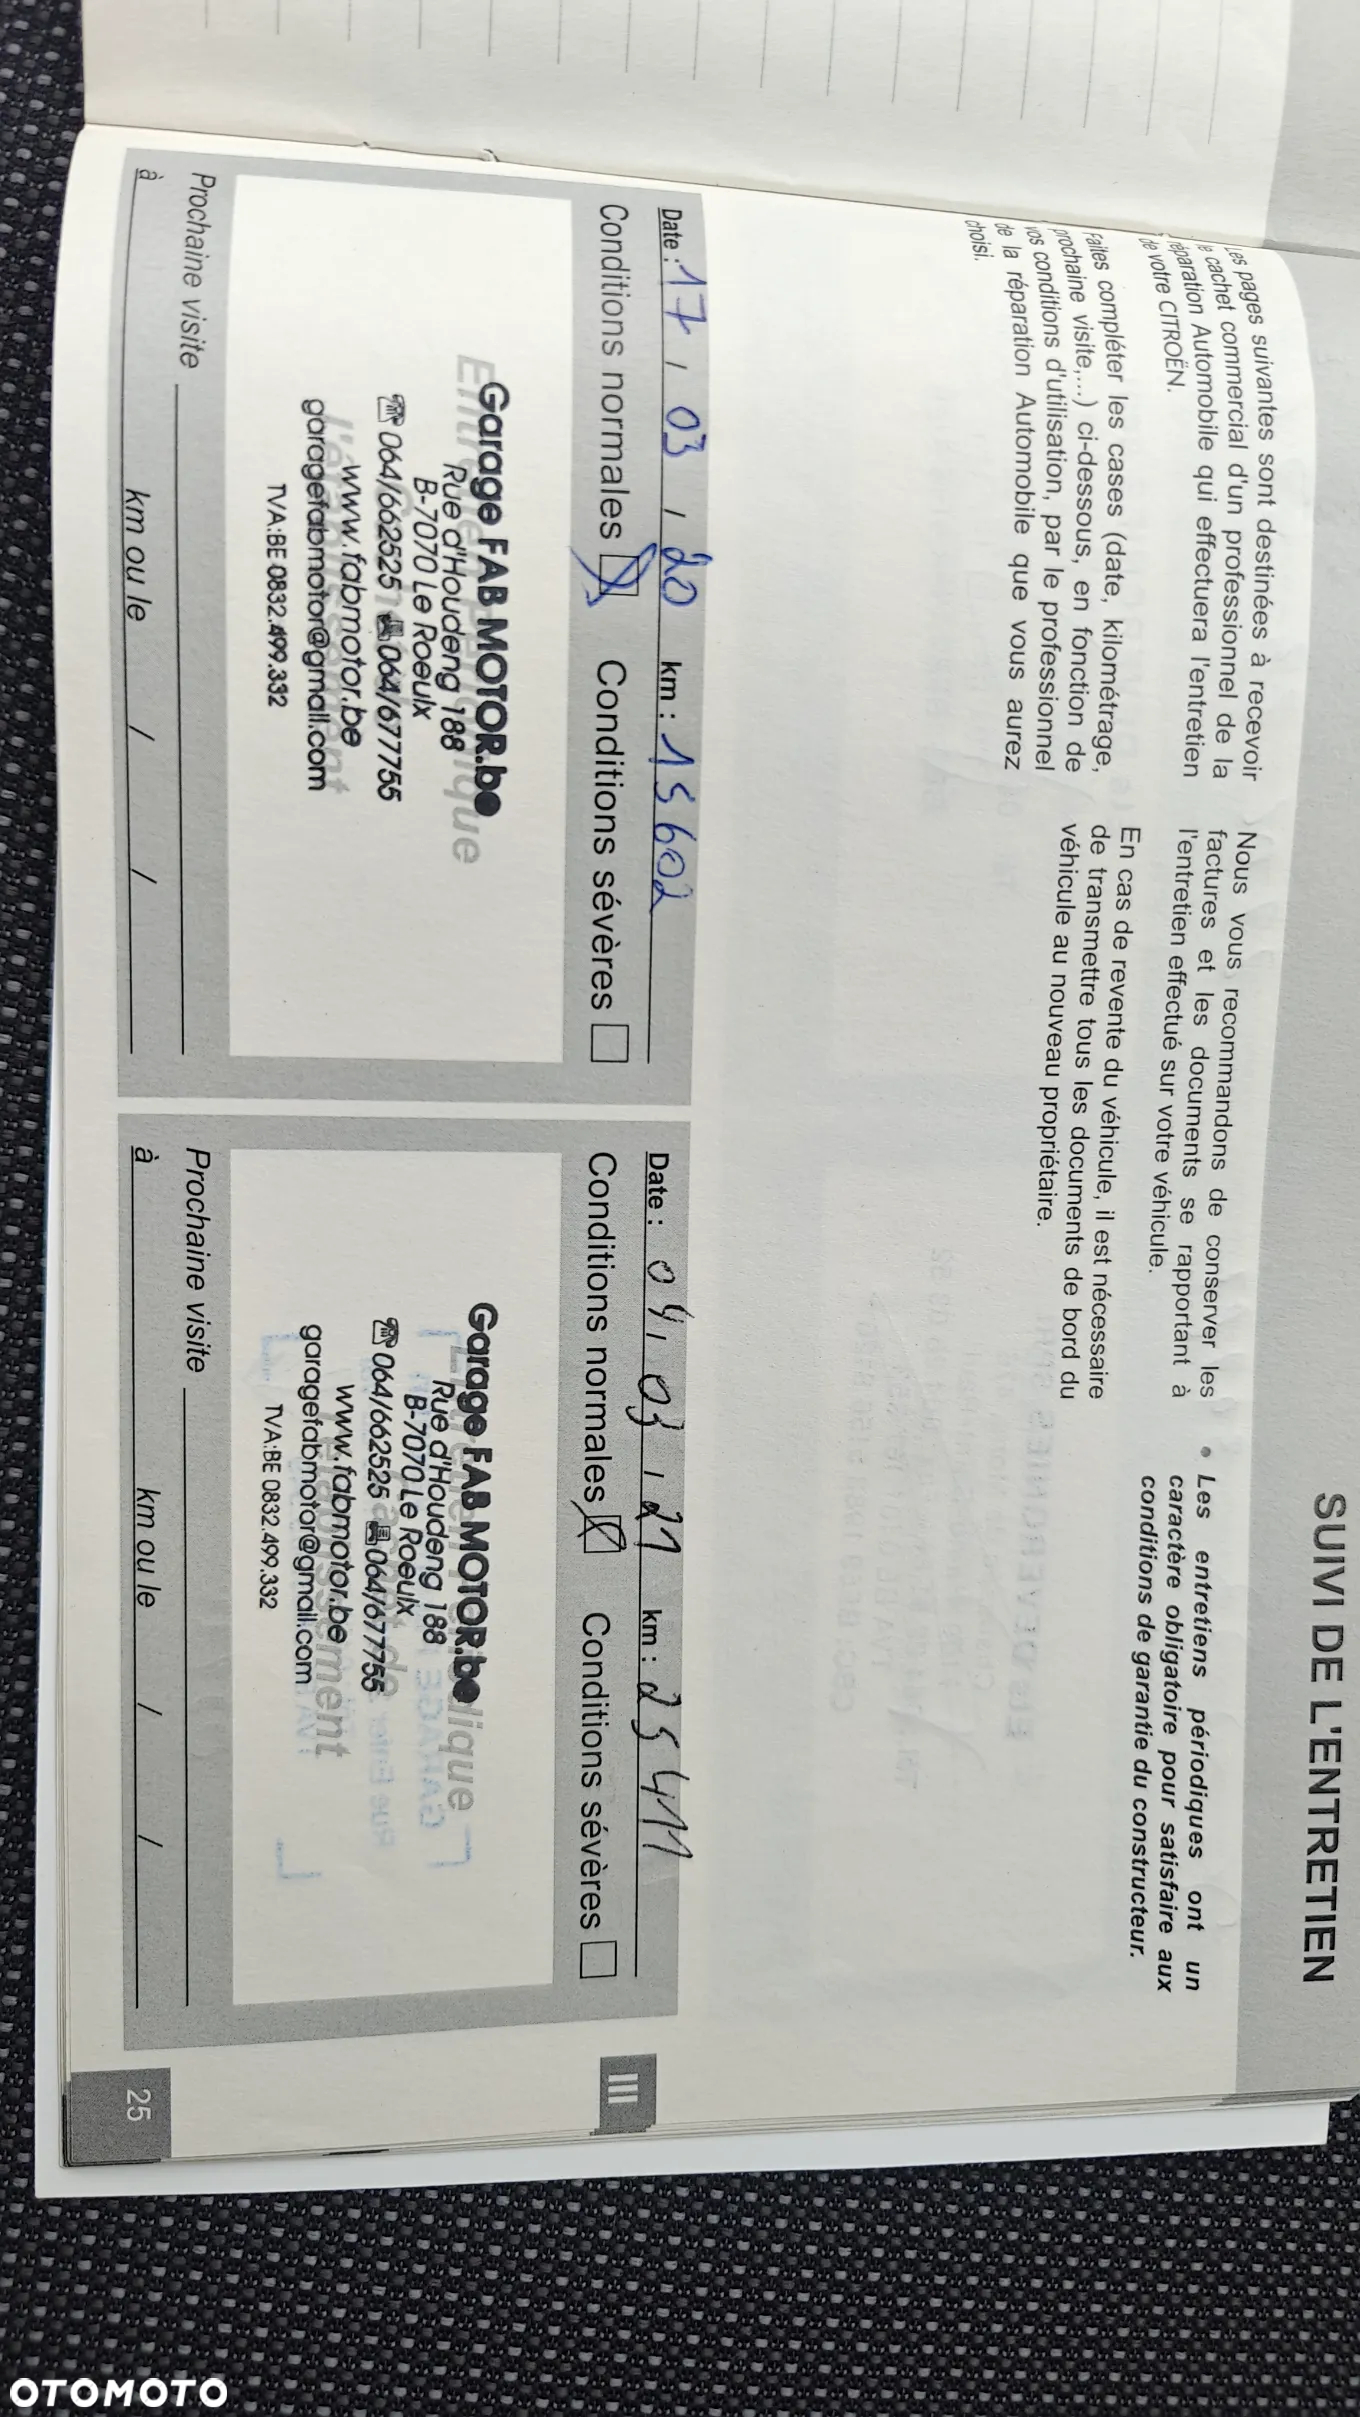 SUIVI DE L'ENTRETIEN
Les pages suivantes sont destinées à recevoir
le cachet commercial d'un professionnel de la
réparation Automobile qui effectuera l'entretien
de votre CITROËN.
Faites compléter les cases (date, kilométrage,
prochaine visite,...) ci-dessous, en fonction de
vos conditions d'utilisation, par le professionnel
de la réparation Automobile que vous aurez
choisi.
Nous vous recommandons de conserver les
factures et les documents se rapportant à
l'entretien effectué sur votre véhicule.
En cas de revente du véhicule, il est nécessaire
de transmettre tous les documents de bord du
véhicule au nouveau propriétaire.
• Les entretiens périodiques ont un
caractère obligatoire pour satisfaire aux
conditions de garantie du constructeur.
Date : 17 / 03 / 20 km : 15602
Conditions normales Conditions sévères
Entretien Périodique
Garage FAB MOTOR.be
Rue d'Houdeng 188
B-7070 Le Roeulx
064/662525 064/677755
www.fabmotor.be
l'établissement
garagefabmotor@gmail.com
TVA:BE 0832.499.332
Prochaine visite
à km ou le / /
Date : 04 / 03 / 21 km : 25411
Conditions normales Conditions sévères
Garage FAB MOTOR.be
Rue d'Houdeng 188
B-7070 Le Roeulx
064/662525 064/677755
www.fabmotor.be
garagefabmotor@gmail.com
TVA:BE 0832.499.332
Prochaine visite
à km ou le / /
III
25
OTOMOTO